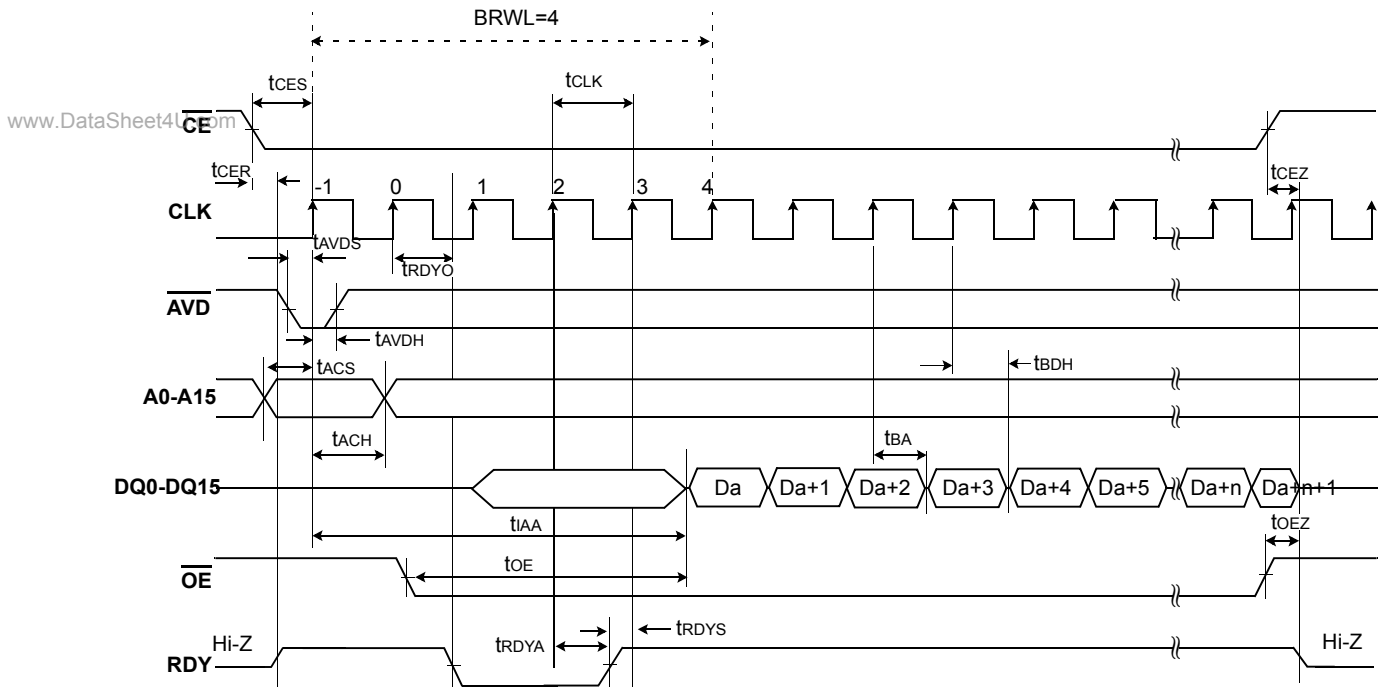 BRWL=4
tCES
tCLK
www.DataSheet4U.com
CE
tCER
tCEZ
-1 0 1 2 3 4
CLK
tAVDS
tRDYO
AVD
tAVDH
tACS
tBDH
A0-A15
tACH
tBA
DQ0-DQ15
Da Da+1 Da+2 Da+3 Da+4 Da+5 Da+n Da+n+1
tIAA
tOEZ
tOE
OE
tRDYS
Hi-Z
tRDYA
Hi-Z
RDY